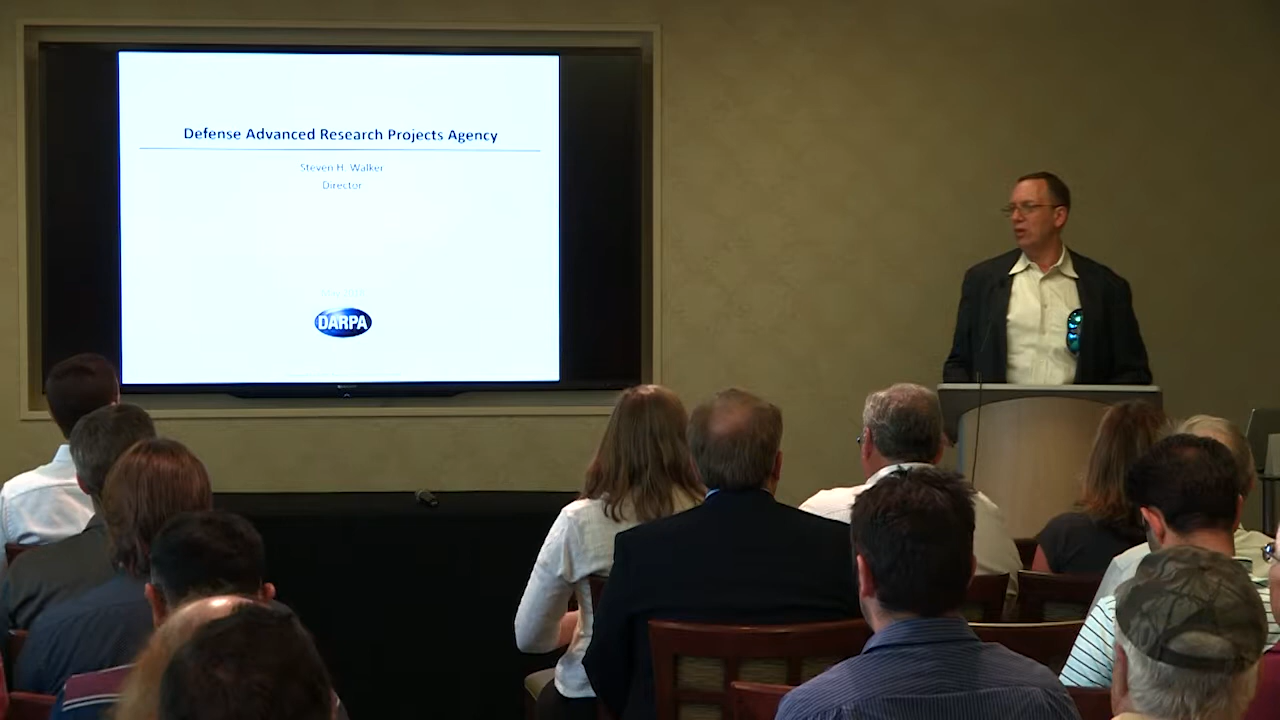 Defense Advanced Research Projects Agency
Steven H. Walker
Director
DARPA